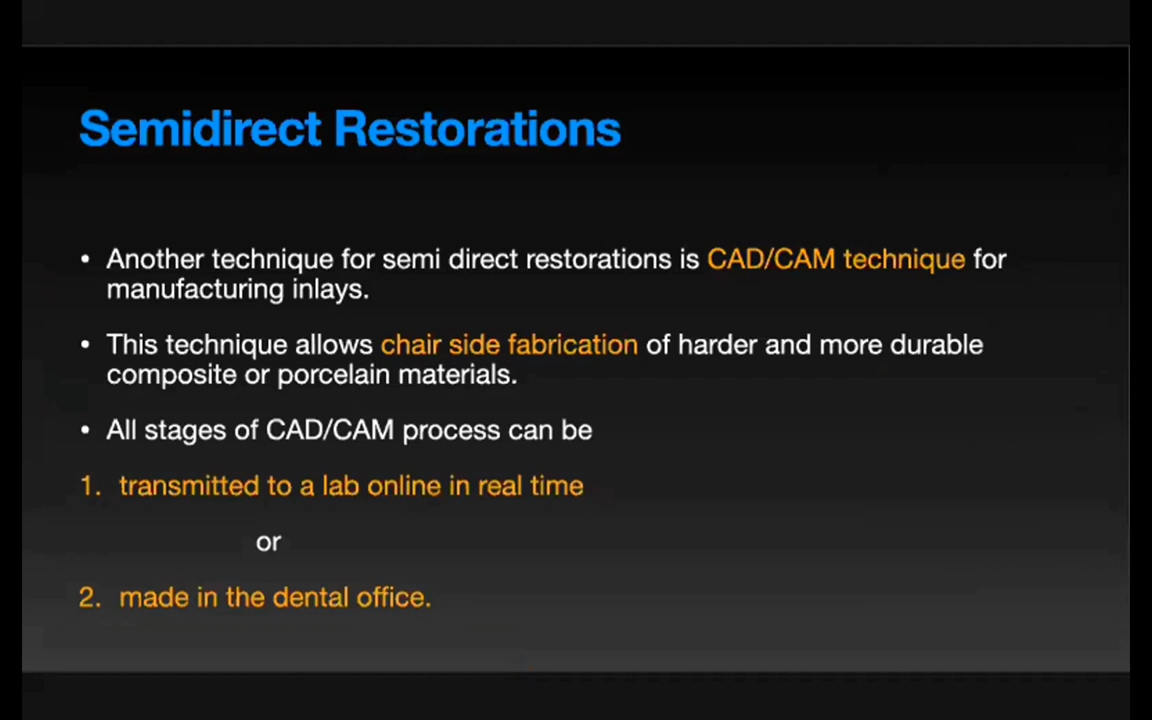 Semidirect Restorations
• Another technique for semi direct restorations is CAD/CAM technique for
manufacturing inlays.
• This technique allows chair side fabrication of harder and more durable
composite or porcelain materials.
• All stages of CAD/CAM process can be
1. transmitted to a lab online in real time
or
2. made in the dental office.